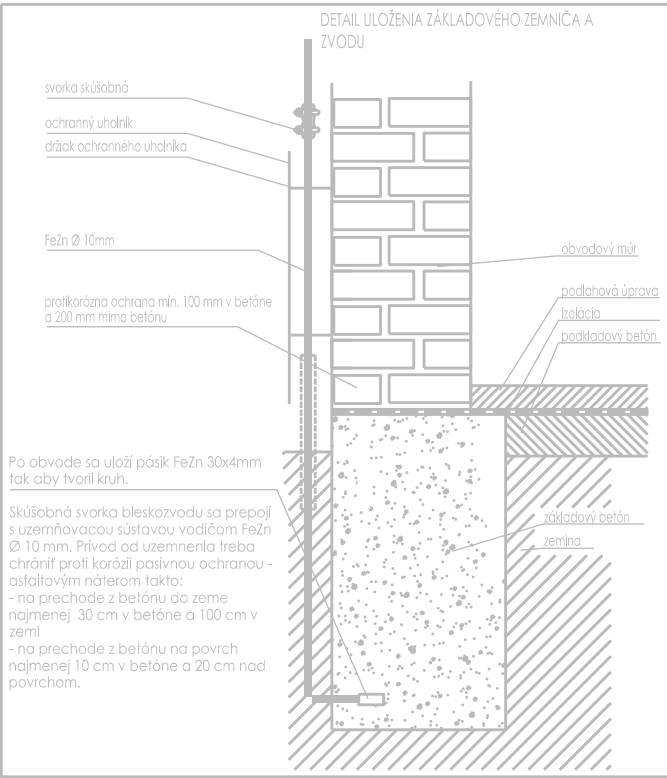 DETAIL ULOŽENIA ZÁKLADOVÉHO ZEMNIČA A
ZVODU
svorka skúšobná
ochranný uholník
držiak ochranného uholníka
FeZn Ø 10mm
protikorózna ochrana min. 100 mm v betóne
a 200 mm mimo betónu
obvodový múr
podlahová úprava
izolácia
podkladový betón
Po obvode sa uloží pásik FeZn 30x4mm
tak aby tvoril kruh.
Skúšobná svorka bleskozvodu sa prepojí
s uzemňovacou sústavou vodičom FeZn
Ø 10 mm. Prívod od uzemnenia treba
chrániť proti korózii pasívnou ochranou -
asfaltovým náterom takto:
- na prechode z betónu do zeme
najmenej 30 cm v betóne a 100 cm v
zemi
- na prechode z betónu na povrch
najmenej 10 cm v betóne a 20 cm nad
povrchom.
základový betón
zemina